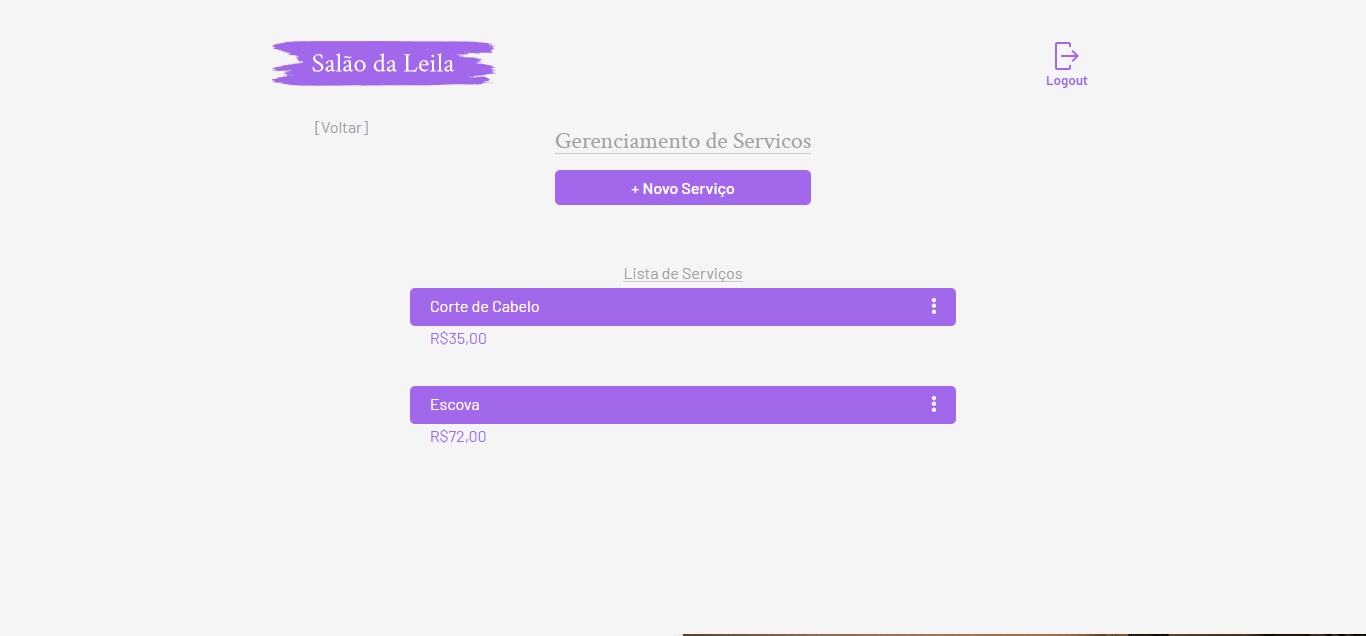 Salão da Leila
Logout
[Voltar]
Gerenciamento de Servicos
+ Novo Serviço
Lista de Serviços
Corte de Cabelo
R$35,00
Escova
R$72,00